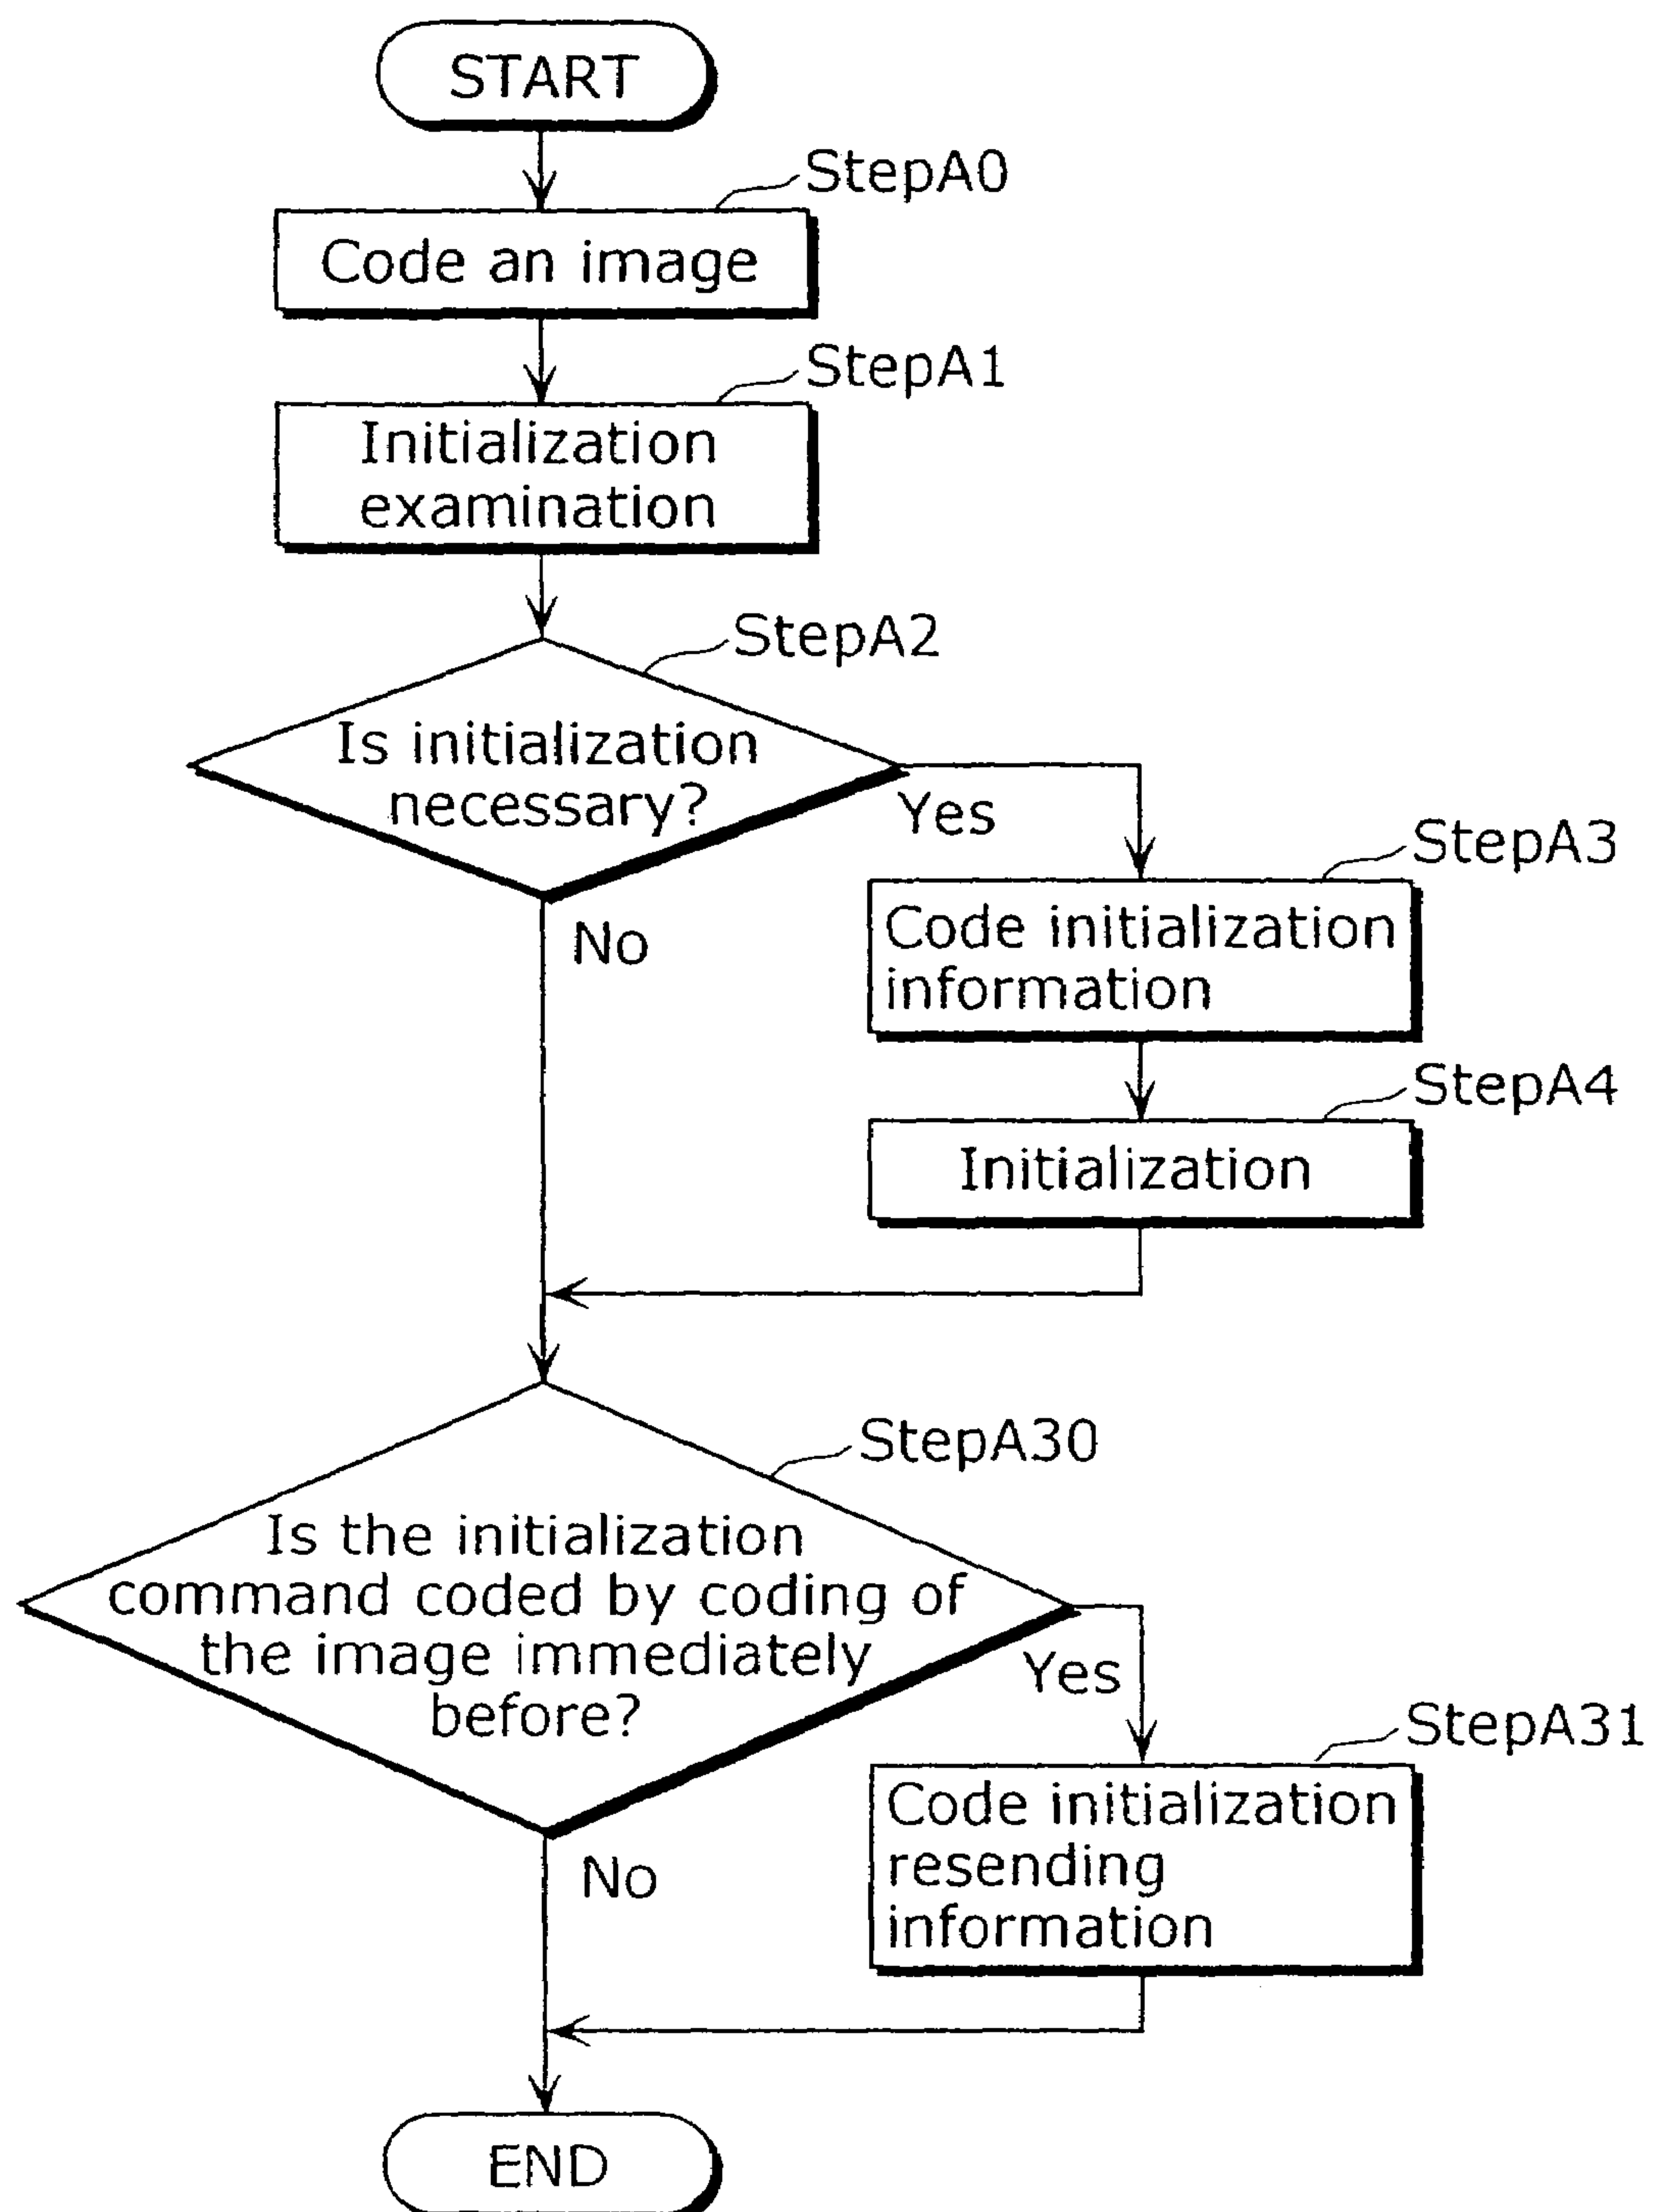 START
StepA0
Code an image
StepA1
Initialization
examination
StepA2
Is initialization
necessary?
Yes
No
StepA3
Code initialization
information
StepA4
Initialization
StepA30
Is the initialization
command coded by coding of
the image immediately
before?
Yes
No
StepA31
Code initialization
resending
information
END